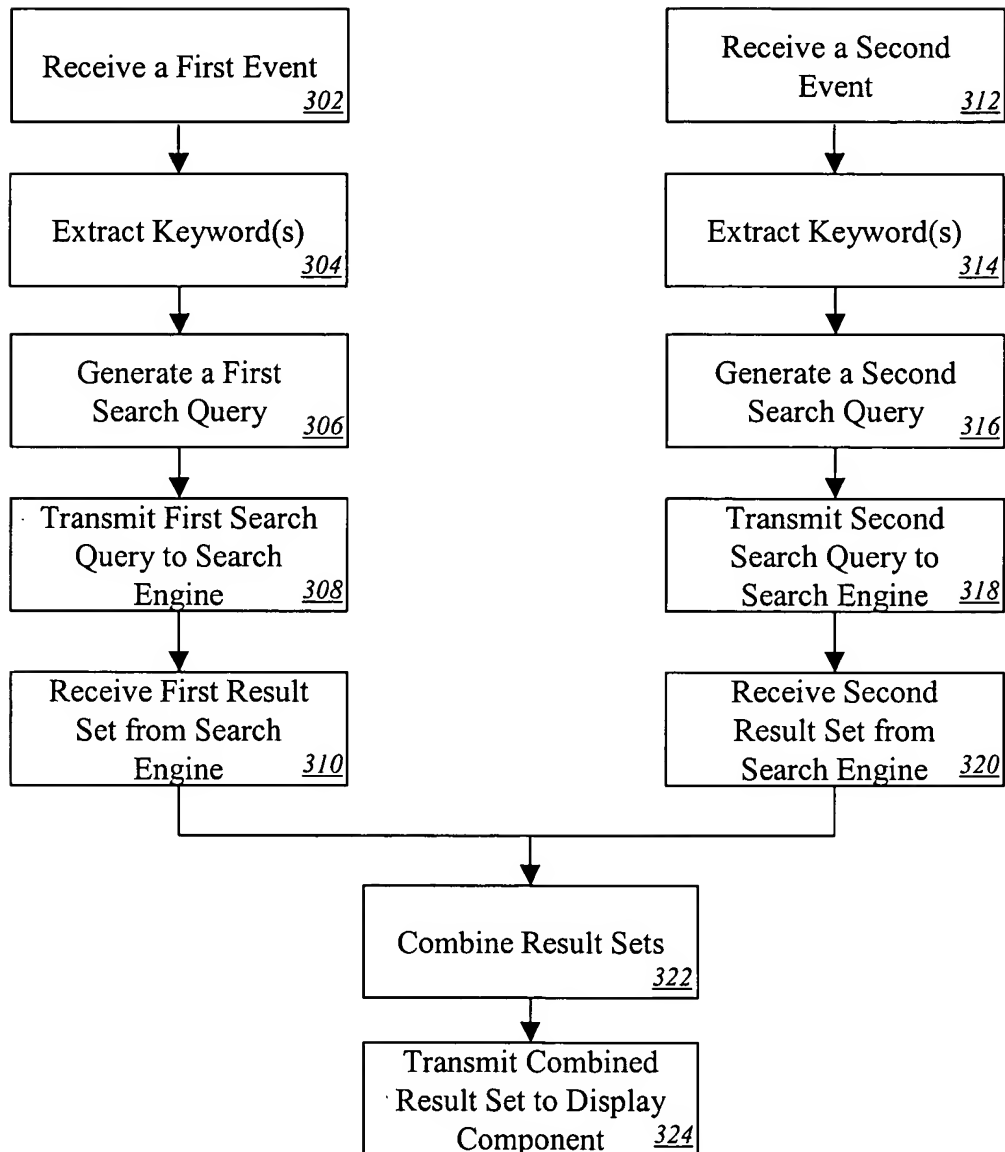 Receive a First Event
302
Extract Keyword(s)
304
Generate a First
Search Query
306
Transmit First Search
Query to Search
Engine
308
Receive First Result
Set from Search
Engine
310
Receive a Second
Event
312
Extract Keyword(s)
314
Generate a Second
Search Query
316
Transmit Second
Search Query to
Search Engine
318
Receive Second
Result Set from
Search Engine
320
Combine Result Sets
322
Transmit Combined
Result Set to Display
Component
324